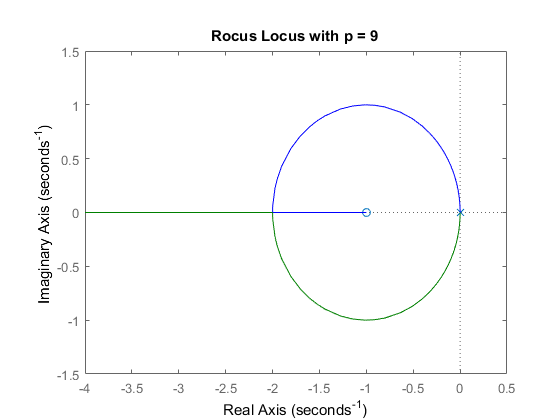 Rocus Locus with p = 9
1.5
1
0.5
0
-0.5
-1
-1.5
Imaginary Axis (seconds⁻¹)
-4 -3.5 -3 -2.5 -2 -1.5 -1 -0.5 0 0.5
Real Axis (seconds⁻¹)